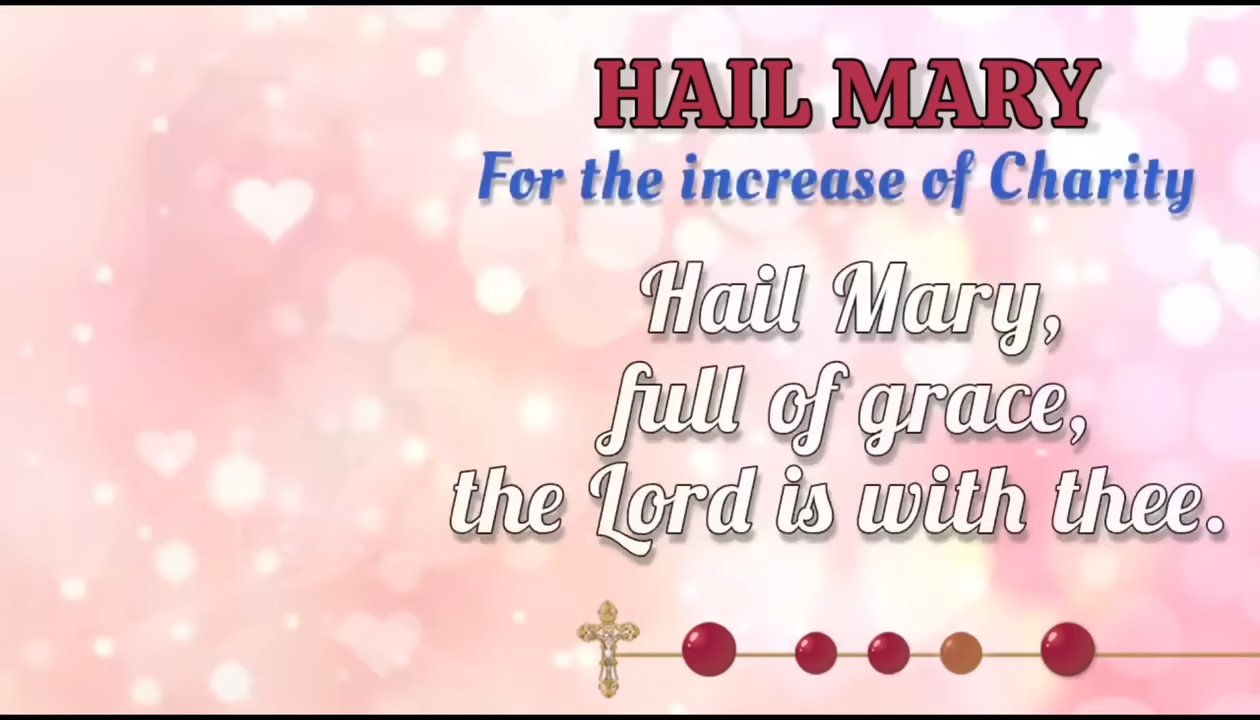 HAIL MARY
For the increase of Charity
Hail Mary,
full of grace,
the Lord is with thee.